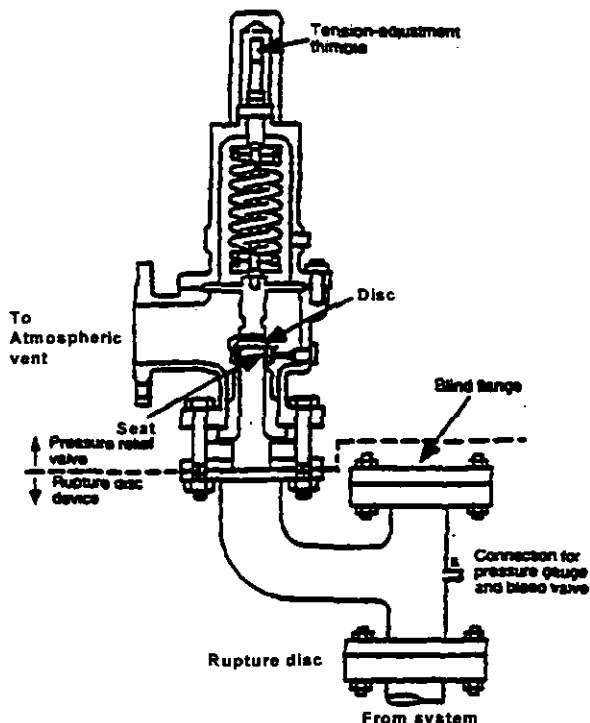 Tension-adjustment
thimble
Disc
To
Atmospheric
vent
Seat
Blind flange
Pressure relief
valve
Rupture disc
device
Connection for
pressure gauge
and bleed valve
Rupture disc
From system